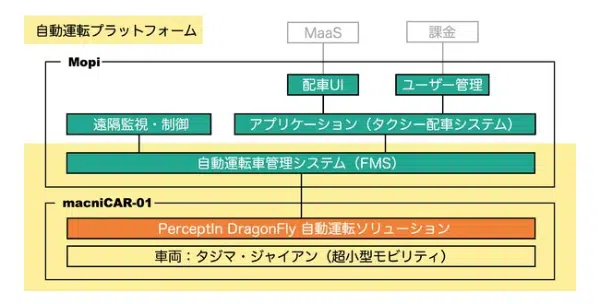 自動運転プラットフォーム
MaaS
課金
Mopi
配車UI
ユーザー管理
遠隔監視・制御
アプリケーション（タクシー配車システム）
自動運転車管理システム（FMS）
macniCAR-01
PerceptIn DragonFly 自動運転ソリューション
車両：タジマ・ジャイアン（超小型モビリティ）